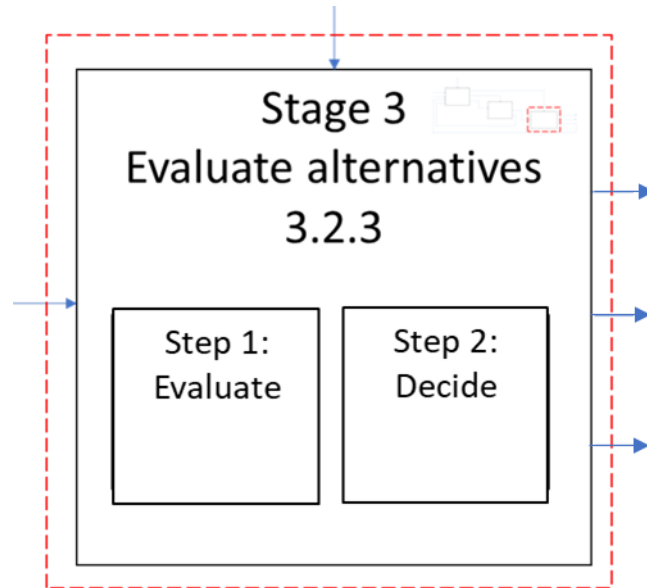 Stage 3
Evaluate alternatives
3.2.3
Step 1:
Evaluate
Step 2:
Decide